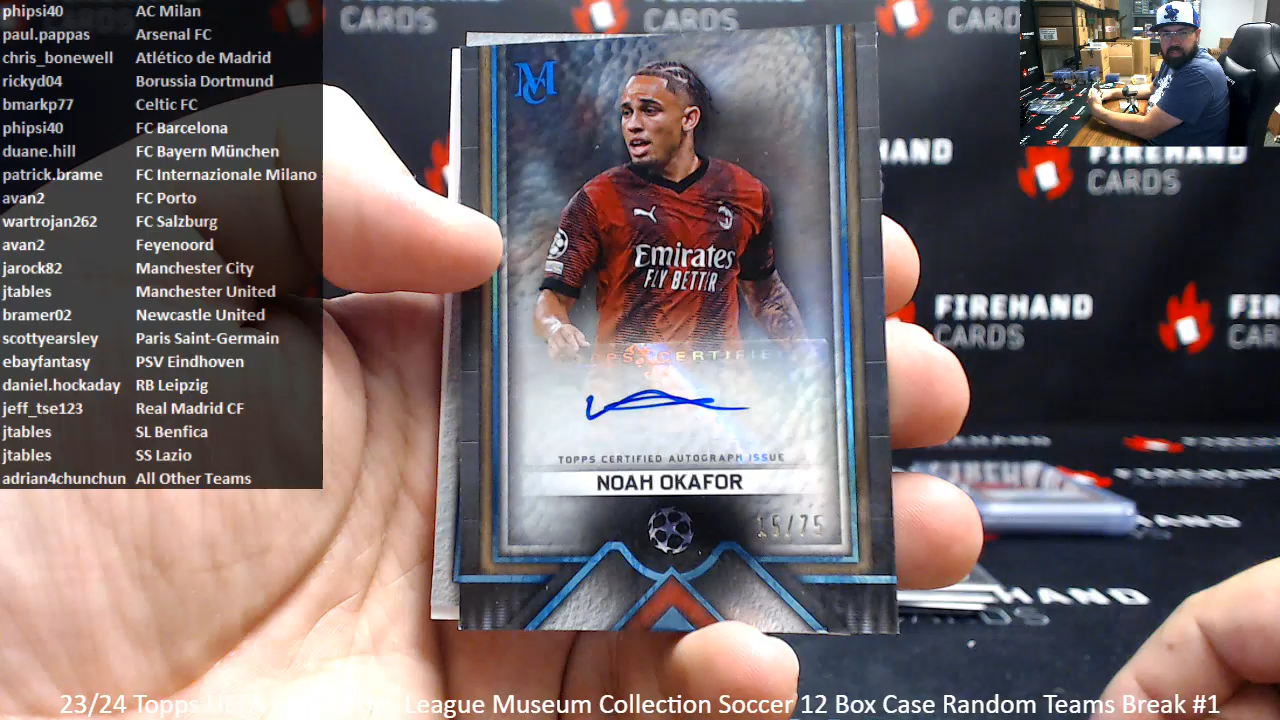 phipsi40 AC Milan
paul.pappas Arsenal FC
chris_bonewell Atlético de Madrid
rickyd04 Borussia Dortmund
bmarkp77 Celtic FC
phipsi40 FC Barcelona
duane.hill FC Bayern München
patrick.brame FC Internazionale Milano
avan2 FC Porto
wartrojan262 FC Salzburg
avan2 Feyenoord
jarock82 Manchester City
jtables Manchester United
bramer02 Newcastle United
scottyearsley Paris Saint-Germain
ebayfantasy PSV Eindhoven
daniel.hockaday RB Leipzig
jeff_tse123 Real Madrid CF
jtables SL Benfica
jtables SS Lazio
adrian4chunchun All Other Teams
CARDS
CARDS
MC
Emirates
FLY BETTER
TOPPS CERTIFIED AUTOGRAPH ISSUE
NOAH OKAFOR
15/75
FIREHAND
CARDS
FIREHAND
CARDS
23/24 Topps League Museum Collection Soccer 12 Box Case Random Teams Break #1